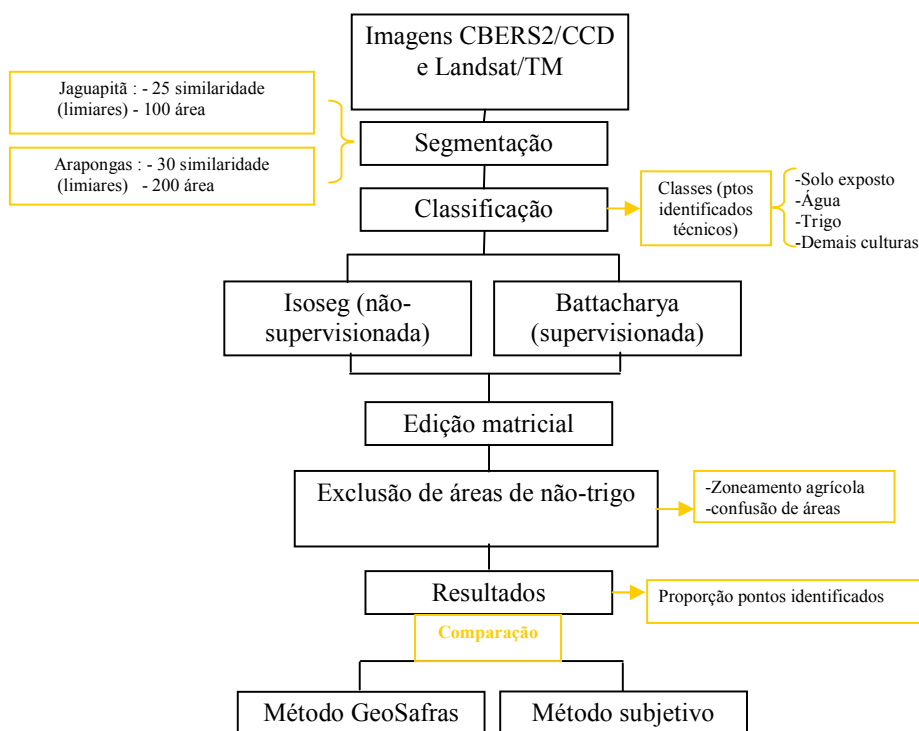 Imagens CBERS2/CCD
e Landsat/TM
Jaguapitã : - 25 similaridade
(limiares) - 100 área
Segmentação
Arapongas : - 30 similaridade
(limiares) - 200 área
Classificação
Classes (ptos
identificados
técnicos)
-Solo exposto
-Água
-Trigo
-Demais culturas
Isoseg (não-
supervisionada)
Battacharya
(supervisionada)
Edição matricial
Exclusão de áreas de não-trigo
-Zoneamento agrícola
-confusão de áreas
Resultados
Proporção pontos identificados
Comparação
Método GeoSafras
Método subjetivo